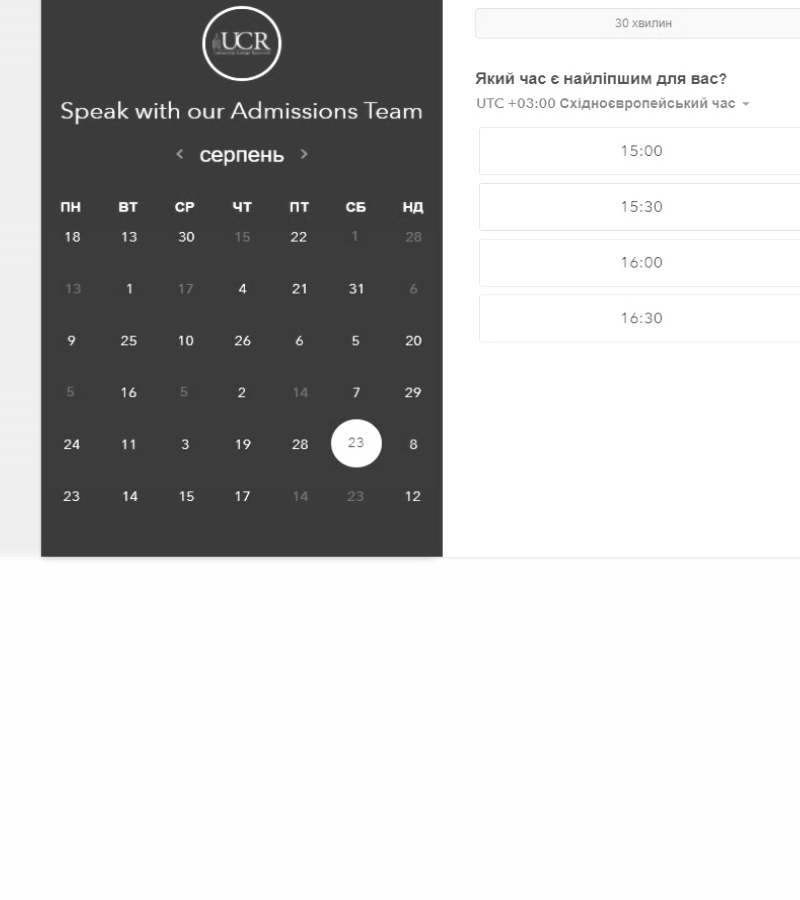 UCR
Speak with our Admissions Team
серпень
ПН ВТ СР ЧТ ПТ СБ НД
18 13 30 15 22 1 28
13 1 17 4 21 31 6
9 25 10 26 6 5 20
5 16 5 2 14 7 29
24 11 3 19 28 23 8
23 14 15 17 14 23 12
30 хвилин
Який час є найліпшим для вас?
UTC +03:00 Східноєвропейський час
15:00
15:30
16:00
16:30